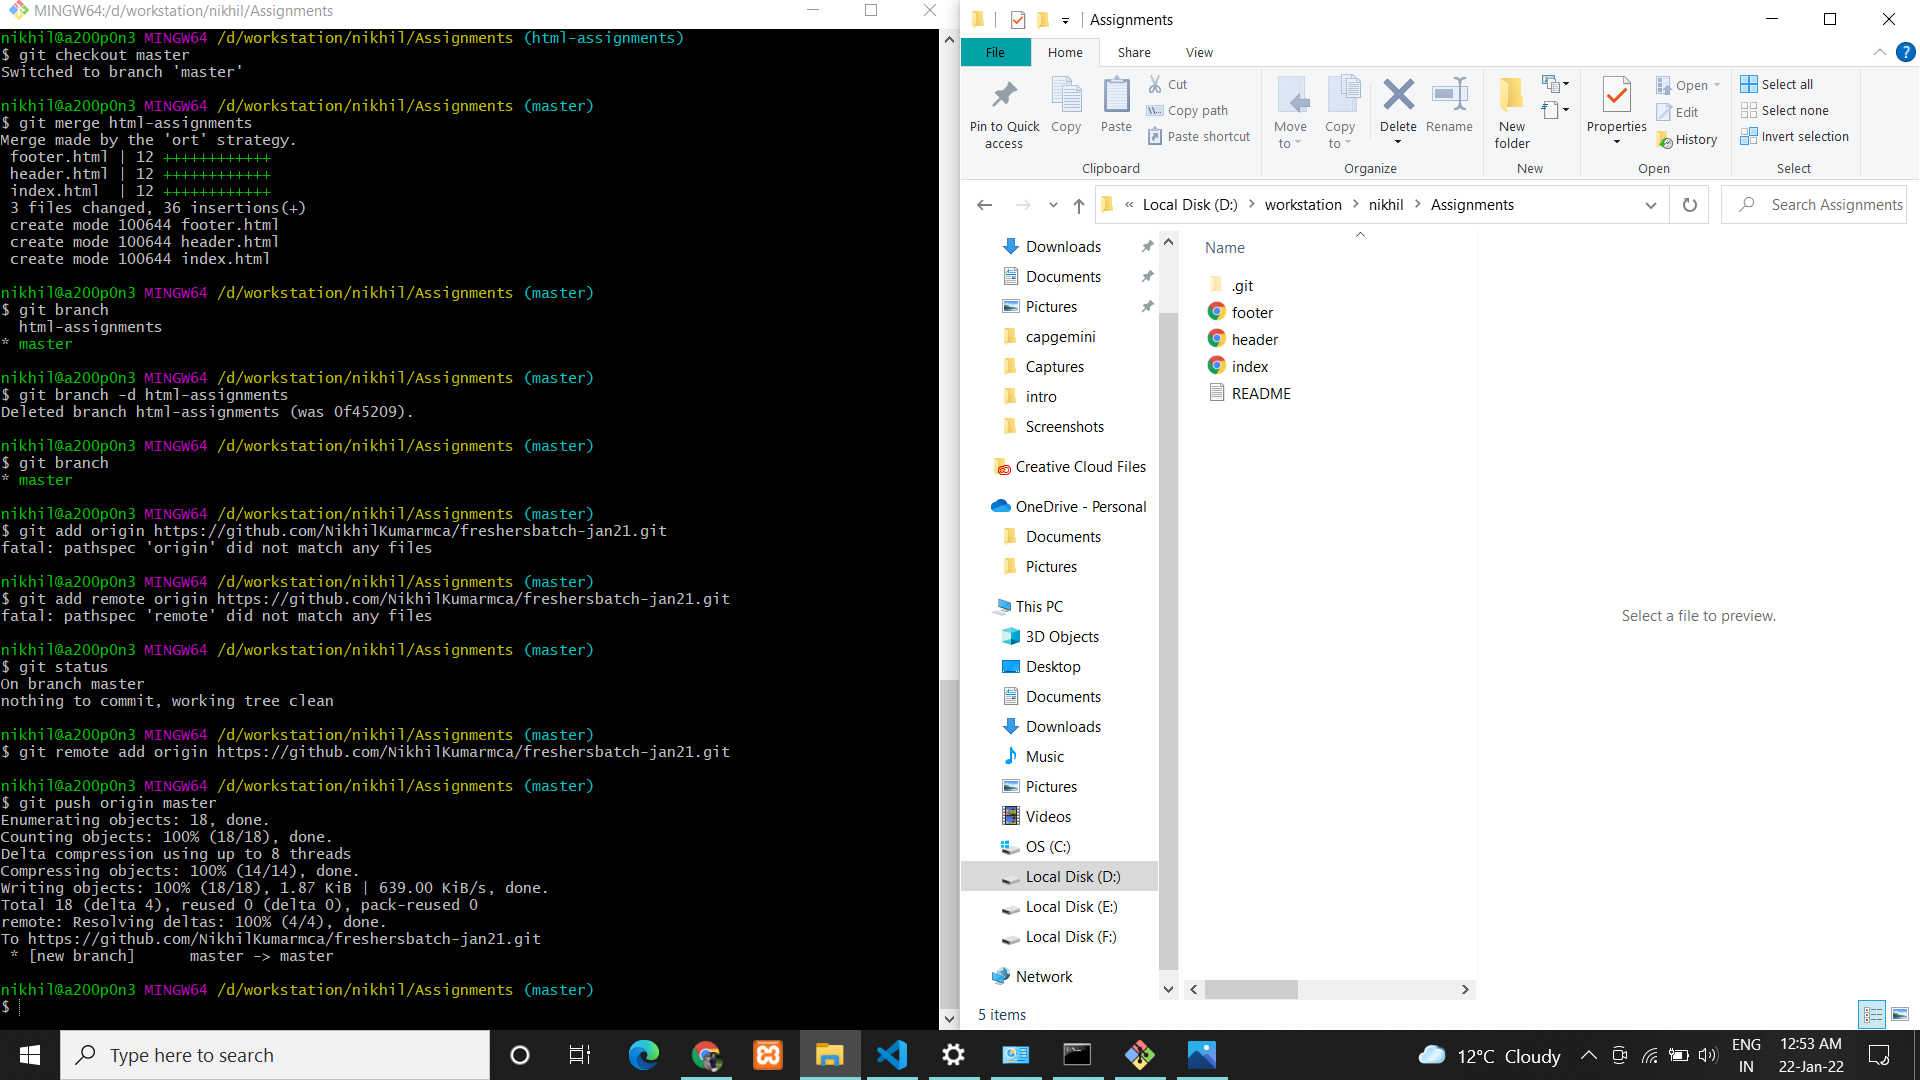 MINGW64:/d/workstation/nikhil/Assignments
nikhil@a200p0n3 MINGW64 /d/workstation/nikhil/Assignments (html-assignments)
$ git checkout master
Switched to branch 'master'
nikhil@a200p0n3 MINGW64 /d/workstation/nikhil/Assignments (master)
$ git merge html-assignments
Merge made by the 'ort' strategy.
footer.html | 12 ++++++++++++
header.html | 12 ++++++++++++
index.html | 12 ++++++++++++
3 files changed, 36 insertions(+)
create mode 100644 footer.html
create mode 100644 header.html
create mode 100644 index.html
nikhil@a200p0n3 MINGW64 /d/workstation/nikhil/Assignments (master)
$ git branch
html-assignments
* master
nikhil@a200p0n3 MINGW64 /d/workstation/nikhil/Assignments (master)
$ git branch -d html-assignments
Deleted branch html-assignments (was 0f45209).
nikhil@a200p0n3 MINGW64 /d/workstation/nikhil/Assignments (master)
$ git branch
* master
nikhil@a200p0n3 MINGW64 /d/workstation/nikhil/Assignments (master)
$ git add origin https://github.com/NikhilKumarmca/freshersbatch-jan21.git
fatal: pathspec 'origin' did not match any files
nikhil@a200p0n3 MINGW64 /d/workstation/nikhil/Assignments (master)
$ git add remote origin https://github.com/NikhilKumarmca/freshersbatch-jan21.git
fatal: pathspec 'remote' did not match any files
nikhil@a200p0n3 MINGW64 /d/workstation/nikhil/Assignments (master)
$ git status
On branch master
nothing to commit, working tree clean
nikhil@a200p0n3 MINGW64 /d/workstation/nikhil/Assignments (master)
$ git remote add origin https://github.com/NikhilKumarmca/freshersbatch-jan21.git
nikhil@a200p0n3 MINGW64 /d/workstation/nikhil/Assignments (master)
$ git push origin master
Enumerating objects: 18, done.
Counting objects: 100% (18/18), done.
Delta compression using up to 8 threads
Compressing objects: 100% (14/14), done.
Writing objects: 100% (18/18), 1.87 KiB | 639.00 KiB/s, done.
Total 18 (delta 4), reused 0 (delta 0), pack-reused 0
remote: Resolving deltas: 100% (4/4), done.
To https://github.com/NikhilKumarmca/freshersbatch-jan21.git
* [new branch] master -> master
nikhil@a200p0n3 MINGW64 /d/workstation/nikhil/Assignments (master)
$
Assignments
File Home Share View
Pin to Quick access
Copy
Paste
Cut
Copy path
Paste shortcut
Clipboard
Move to
Copy to
Delete
Rename
Organize
New folder
New
Properties
Open
Edit
History
Open
Select all
Select none
Invert selection
Select
« Local Disk (D:) > workstation > nikhil > Assignments
Search Assignments
Downloads
Documents
Pictures
capgemini
Captures
intro
Screenshots
Creative Cloud Files
OneDrive - Personal
Documents
Pictures
This PC
3D Objects
Desktop
Documents
Downloads
Music
Pictures
Videos
OS (C:)
Local Disk (D:)
Local Disk (E:)
Local Disk (F:)
Network
Name
.git
footer
header
index
README
Select a file to preview.
5 items
Type here to search
12°C Cloudy
ENG
IN
12:53 AM
22-Jan-22